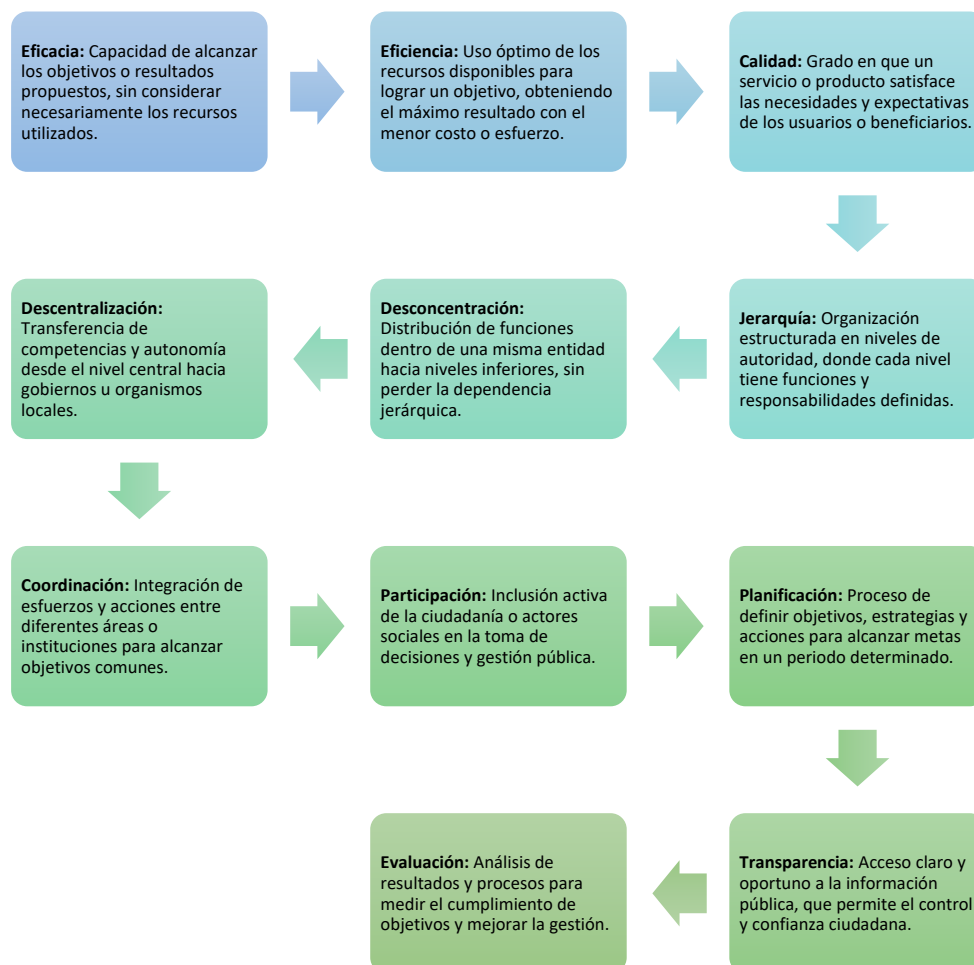 Eficacia: Capacidad de alcanzar
los objetivos o resultados
propuestos, sin considerar
necesariamente los recursos
utilizados.
Eficiencia: Uso óptimo de los
recursos disponibles para
lograr un objetivo, obteniendo
el máximo resultado con el
menor costo o esfuerzo.
Calidad: Grado en que un
servicio o producto satisface
las necesidades y expectativas
de los usuarios o beneficiarios.
Jerarquía: Organización
estructurada en niveles de
autoridad, donde cada nivel
tiene funciones y
responsabilidades definidas.
Desconcentración:
Distribución de funciones
dentro de una misma entidad
hacia niveles inferiores, sin
perder la dependencia
jerárquica.
Descentralización:
Transferencia de
competencias y autonomía
desde el nivel central hacia
gobiernos u organismos
locales.
Coordinación: Integración de
esfuerzos y acciones entre
diferentes áreas o
instituciones para alcanzar
objetivos comunes.
Participación: Inclusión activa
de la ciudadanía o actores
sociales en la toma de
decisiones y gestión pública.
Planificación: Proceso de
definir objetivos, estrategias y
acciones para alcanzar metas
en un periodo determinado.
Transparencia: Acceso claro y
oportuno a la información
pública, que permite el control
y confianza ciudadana.
Evaluación: Análisis de
resultados y procesos para
medir el cumplimiento de
objetivos y mejorar la gestión.